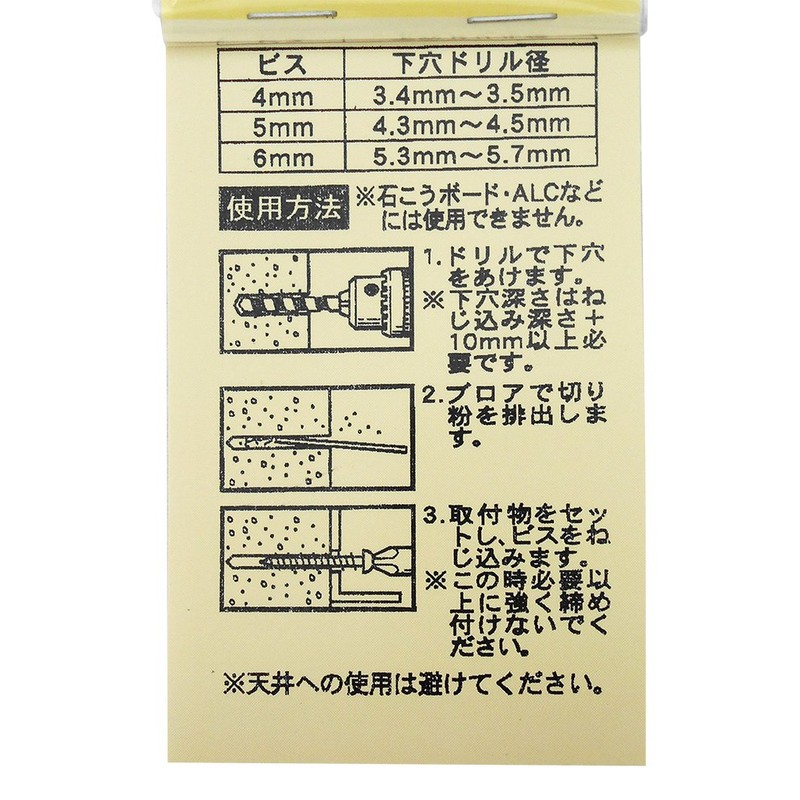 ビス 下穴ドリル径
4mm 3.4mm～3.5mm
5mm 4.3mm～4.5mm
6mm 5.3mm～5.7mm
使用方法
※石こうボード・ALCなど
には使用できません。
1.ドリルで下穴
をあけます。
※下穴深さはね
じ込み深さ＋
10mm以上必
要です。
2.ブロアで切り
粉を排出しま
す。
3.取付物をセッ
トし、ビスをね
じ込みます。
※この時必要以
上に強く締め
付けないでく
ださい。
※天井への使用は避けてください。